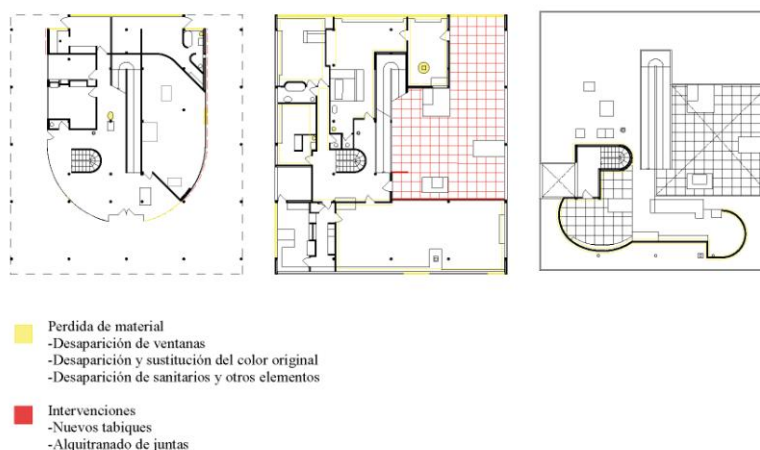 Perdida de material
-Desaparición de ventanas
-Desaparición y sustitución del color original
-Desaparición de sanitarios y otros elementos
Intervenciones
-Nuevos tabiques
-Alquitranado de juntas